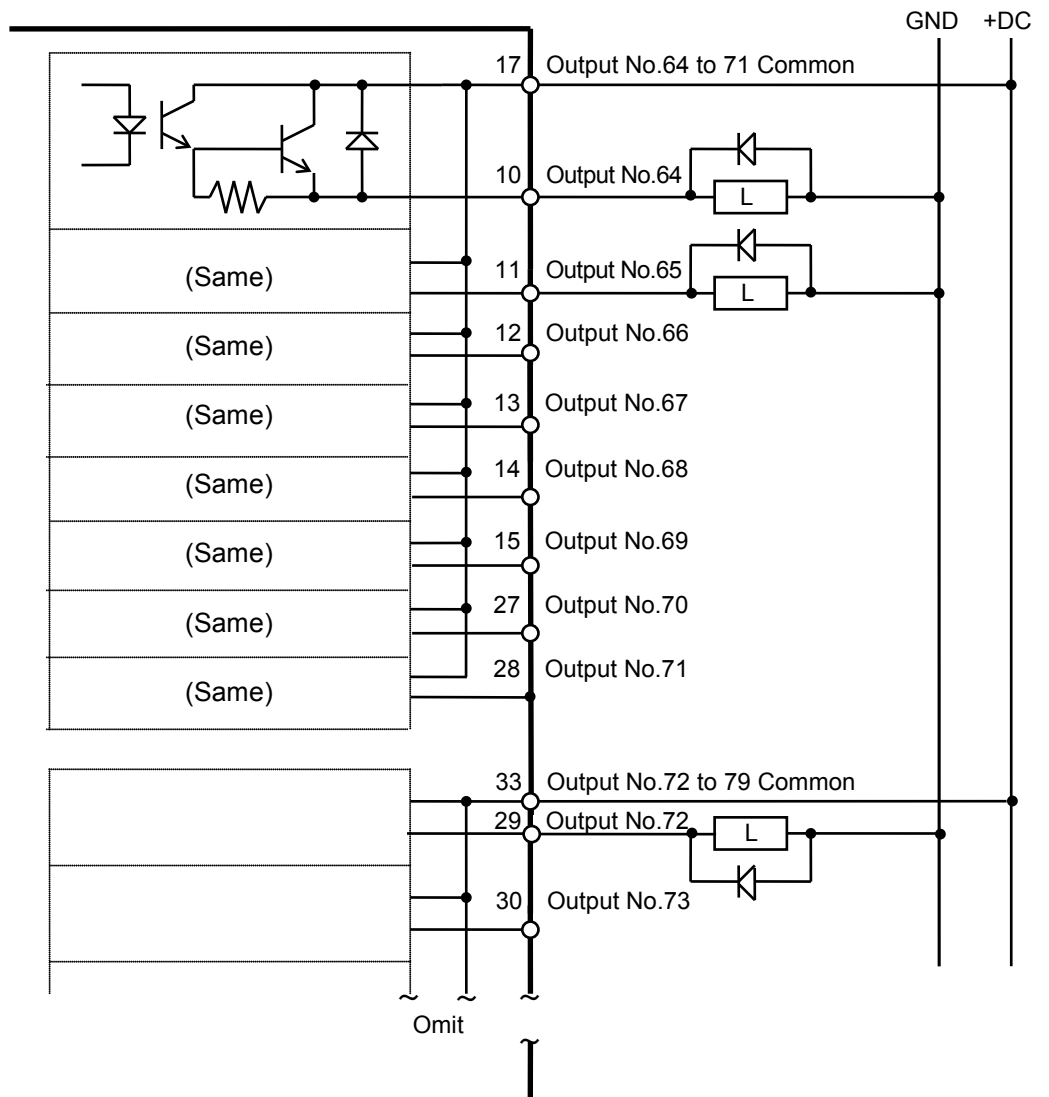 GND +DC
17 Output No.64 to 71 Common
10 Output No.64
L
(Same) 11 Output No.65
L
(Same) 12 Output No.66
(Same) 13 Output No.67
(Same) 14 Output No.68
(Same) 15 Output No.69
(Same) 27 Output No.70
(Same) 28 Output No.71
33 Output No.72 to 79 Common
29 Output No.72 L
30 Output No.73
~ ~ ~
Omit
~